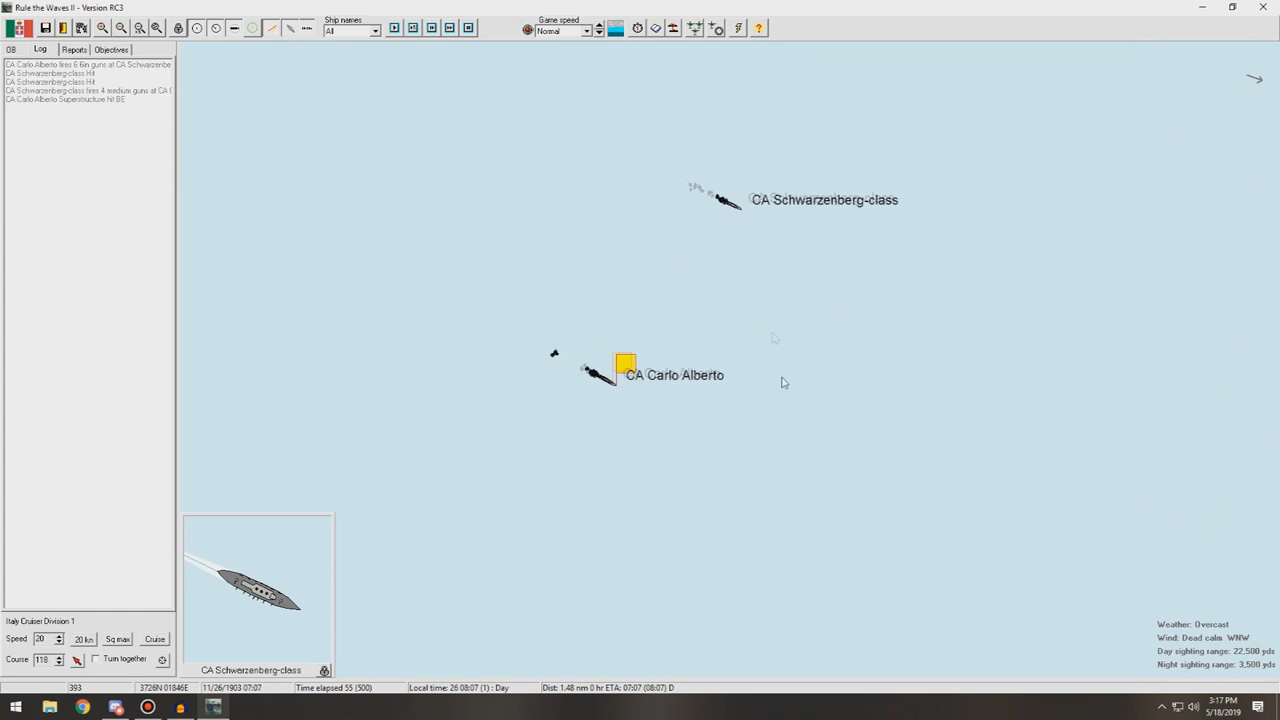 Rule the Waves II - Version RC3
Ship names
All
Game speed
Normal
OB Log Reports Objectives
CA Carlo Alberto fires 6 6in guns at CA Schwarzenbe
CA Schwarzenberg-class Hit
CA Schwarzenberg-class Hit
CA Schwarzenberg-class fires 4 medium guns at CA C
CA Carlo Alberto Superstructure hit BE
CA Schwarzenberg-class
CA Carlo Alberto
Italy Cruiser Division 1
Speed 20 20 kn Sq max Cruise
Course 118 Turn together
CA Schwarzenberg-class
Weather: Overcast
Wind: Dead calm WNW
Day sighting range: 22,500 yds
Night sighting range: 3,500 yds
393 3726N 01846E 11/26/1903 07:07 Time elapsed 55 (500) Local time: 26 08:07 (1) : Day Dist: 1.48 nm 0 hr ETA: 07:07 (08:07) D
3:17 PM
5/18/2019